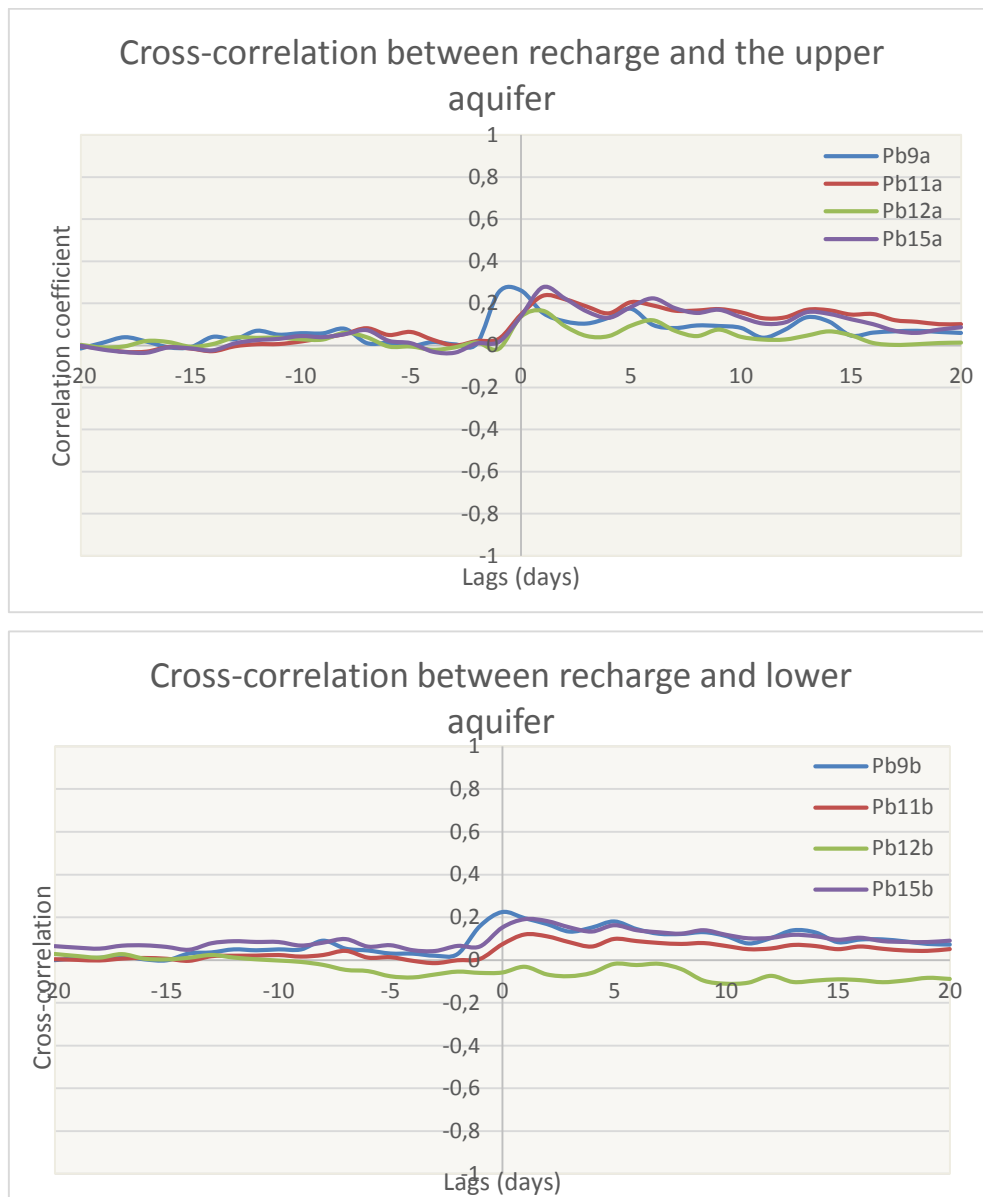 Cross-correlation between recharge and the upper
aquifer
1
0,8
0,6
0,4
0,2
0
-0,2
-0,4
-0,6
-0,8
-1
20 -15 -10 -5 0 5 10 15 20
Correlation coefficient
Lags (days)
Pb9a
Pb11a
Pb12a
Pb15a
Cross-correlation between recharge and lower
aquifer
1
0,8
0,6
0,4
0,2
0
-0,2
-0,4
-0,6
-0,8
-1
20 -15 -10 -5 0 5 10 15 20
Cross-correlation
Lags (days)
Pb9b
Pb11b
Pb12b
Pb15b